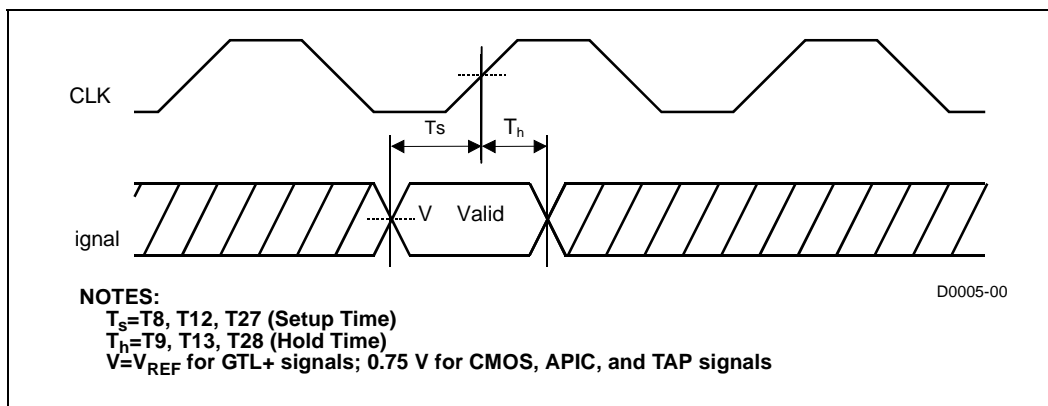 CLK
Ts
Th
V Valid
ignal
D0005-00
NOTES:
Ts=T8, T12, T27 (Setup Time)
Th=T9, T13, T28 (Hold Time)
V=VREF for GTL+ signals; 0.75 V for CMOS, APIC, and TAP signals